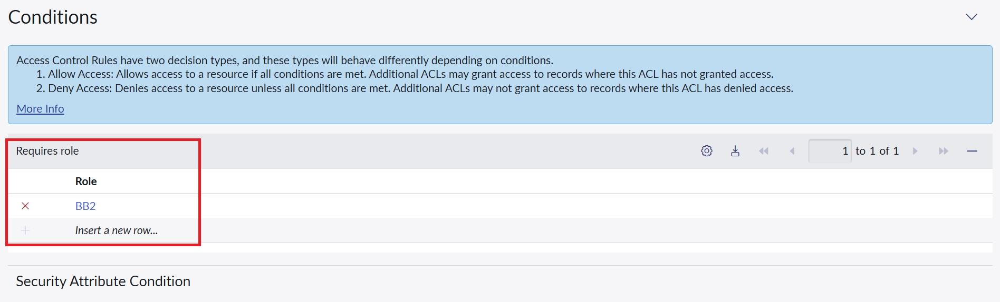 Conditions
Access Control Rules have two decision types, and these types will behave differently depending on conditions.
1. Allow Access: Allows access to a resource if all conditions are met. Additional ACLs may grant access to records where this ACL has not granted access.
2. Deny Access: Denies access to a resource unless all conditions are met. Additional ACLs may not grant access to records where this ACL has denied access.
More Info
Requires role
1 to 1 of 1
Role
BB2
Insert a new row...
Security Attribute Condition